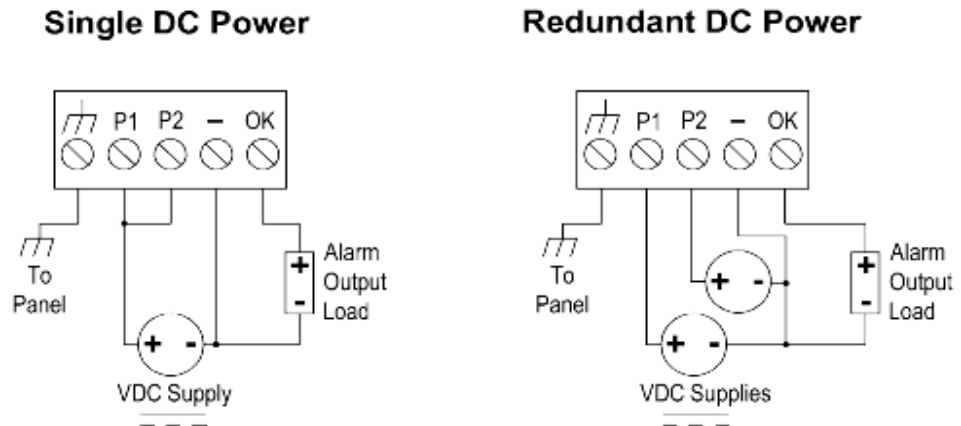 Single DC Power
P1 P2 – OK
To
Panel
+
-
Alarm
Output
Load
+ -
VDC Supply
Redundant DC Power
P1 P2 – OK
To
Panel
+ -
+
-
Alarm
Output
Load
+ -
VDC Supplies